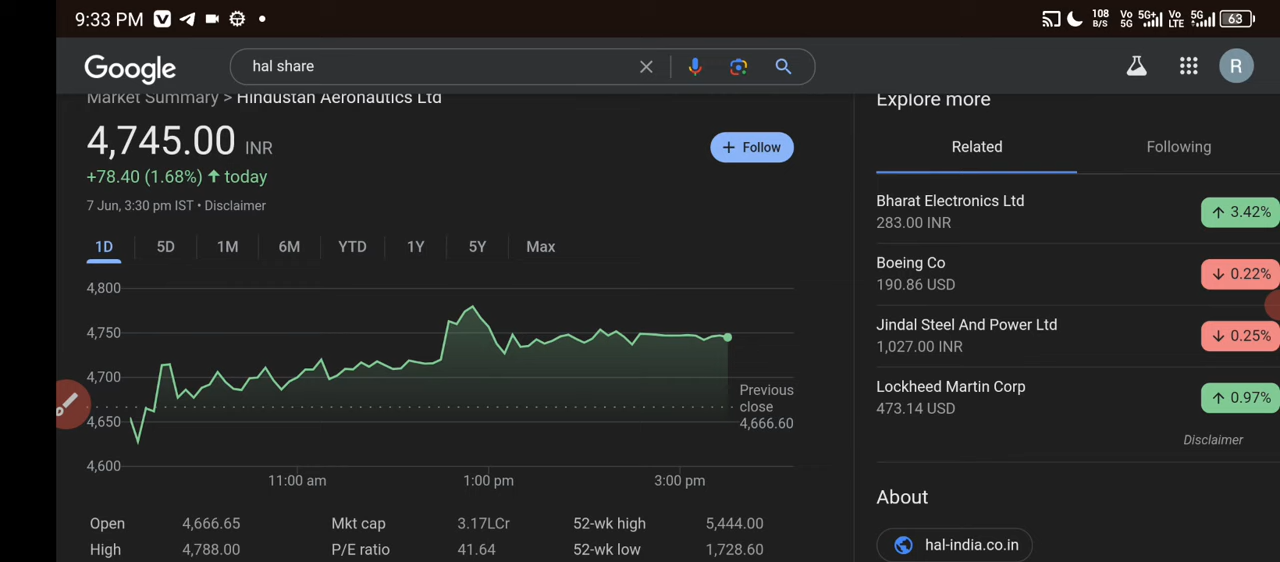 9:33 PM
108 B/S Vo 5G 5G+ Vo LTE 5G 63
Google
hal share
R
Market Summary > Hindustan Aeronautics Ltd
4,745.00 INR
+78.40 (1.68%) ↑ today
7 Jun, 3:30 pm IST • Disclaimer
+ Follow
1D 5D 1M 6M YTD 1Y 5Y Max
4,800
4,750
4,700
4,650
4,600
Previous
close
4,666.60
11:00 am 1:00 pm 3:00 pm
Open 4,666.65 Mkt cap 3.17LCr 52-wk high 5,444.00
High 4,788.00 P/E ratio 41.64 52-wk low 1,728.60
Explore more
Related Following
Bharat Electronics Ltd
283.00 INR
↑ 3.42%
Boeing Co
190.86 USD
↓ 0.22%
Jindal Steel And Power Ltd
1,027.00 INR
↓ 0.25%
Lockheed Martin Corp
473.14 USD
↑ 0.97%
Disclaimer
About
hal-india.co.in